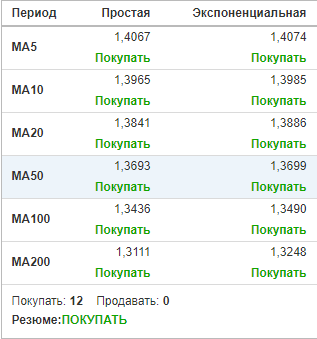 Период Простая Экспоненциальная
MA5 1,4067 1,4074
Покупать Покупать
MA10 1,3965 1,3985
Покупать Покупать
MA20 1,3841 1,3886
Покупать Покупать
MA50 1,3693 1,3699
Покупать Покупать
MA100 1,3436 1,3490
Покупать Покупать
MA200 1,3111 1,3248
Покупать Покупать
Покупать: 12 Продавать: 0
Резюме:ПОКУПАТЬ